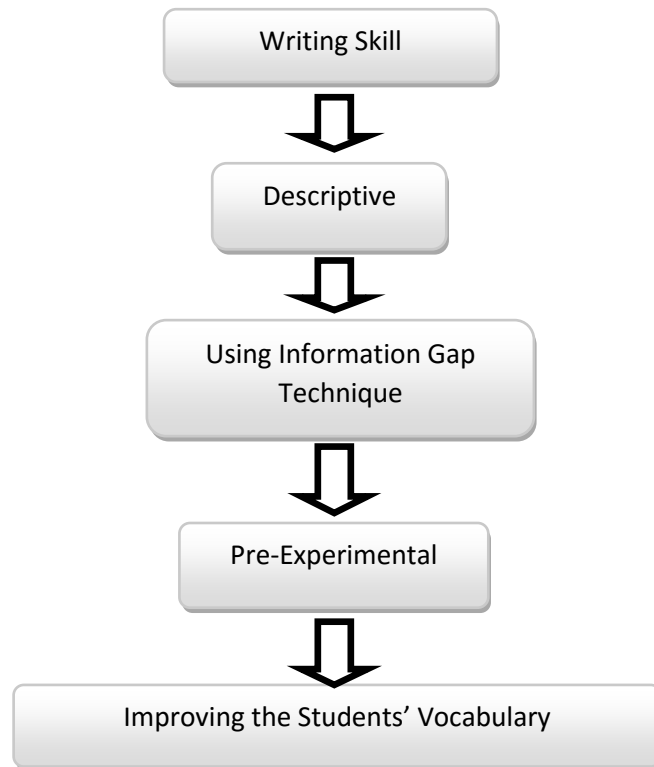 Writing Skill
Descriptive
Using Information Gap
Technique
Pre-Experimental
Improving the Students’ Vocabulary